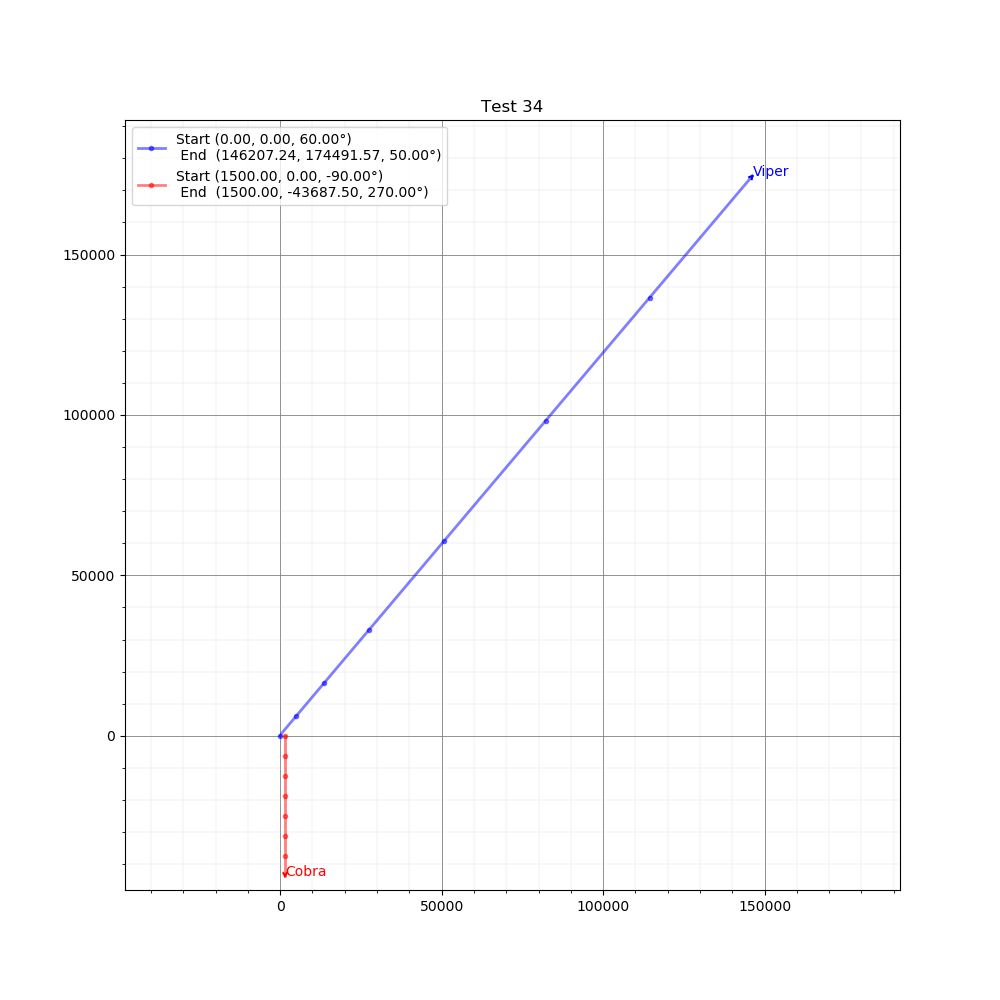 Test 34
Start (0.00, 0.00, 60.00°)
End  (146207.24, 174491.57, 50.00°)
Start (1500.00, 0.00, -90.00°)
End  (1500.00, -43687.50, 270.00°)
Viper
150000
100000
50000
0
Cobra
0 50000 100000 150000